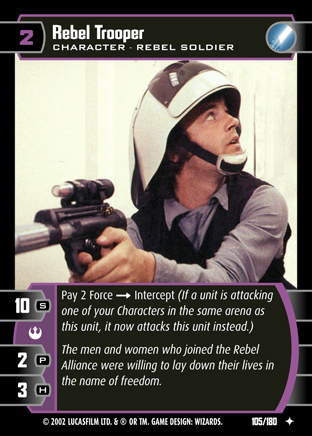 2 Rebel Trooper
CHARACTER - REBEL SOLDIER
10 S
Pay 2 Force → Intercept (If a unit is attacking
one of your Characters in the same arena as
this unit, it now attacks this unit instead.)
2 P
The men and women who joined the Rebel
Alliance were willing to lay down their lives in
the name of freedom.
3 H
© 2002 LUCASFILM LTD. & ® OR TM. GAME DESIGN: WIZARDS.
105/180